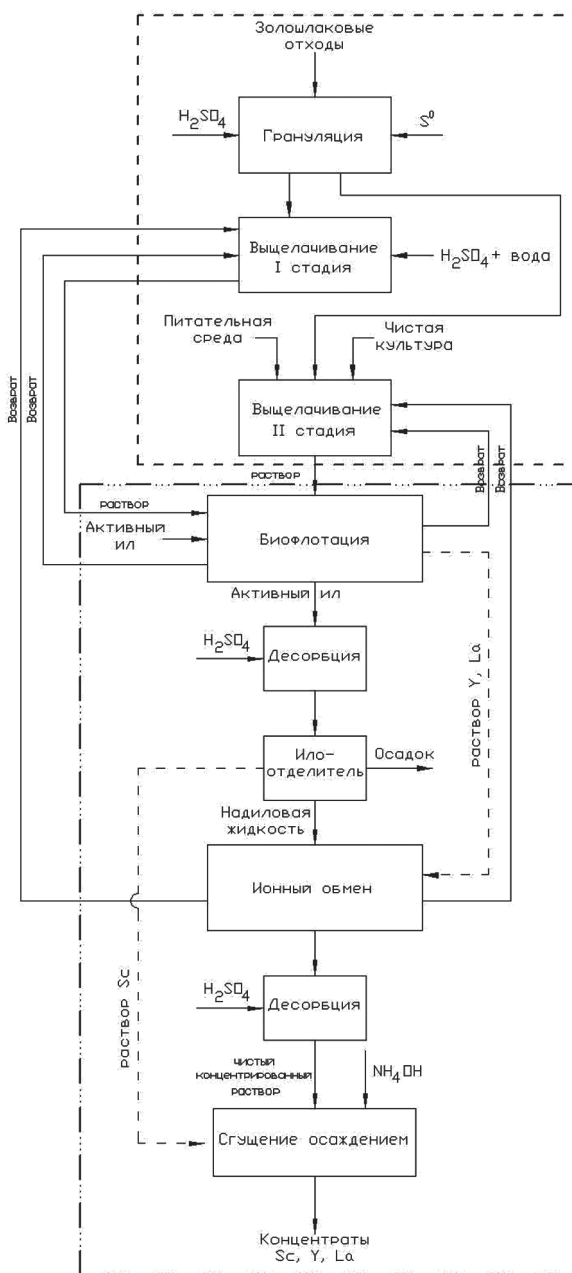 Золошлаковые
отходы
H₂SO₄
S⁰
Грануляция
Выщелачивание
I стадия
H₂SO₄ + вода
Питательная
среда
Чистая
культура
Возврат
Возврат
Выщелачивание
II стадия
раствор
Возврат
Возврат
раствор
Активный
ил
Биофлотация
Активный ил
H₂SO₄
Десорбция
раствор Y, La
Ило-
отделитель
Осадок
Надиловая
жидкость
Ионный обмен
раствор Sc
H₂SO₄
Десорбция
чистый
концентрированный
раствор
NH₄OH
Сгущение осаждением
Концентраты
Sc, Y, La